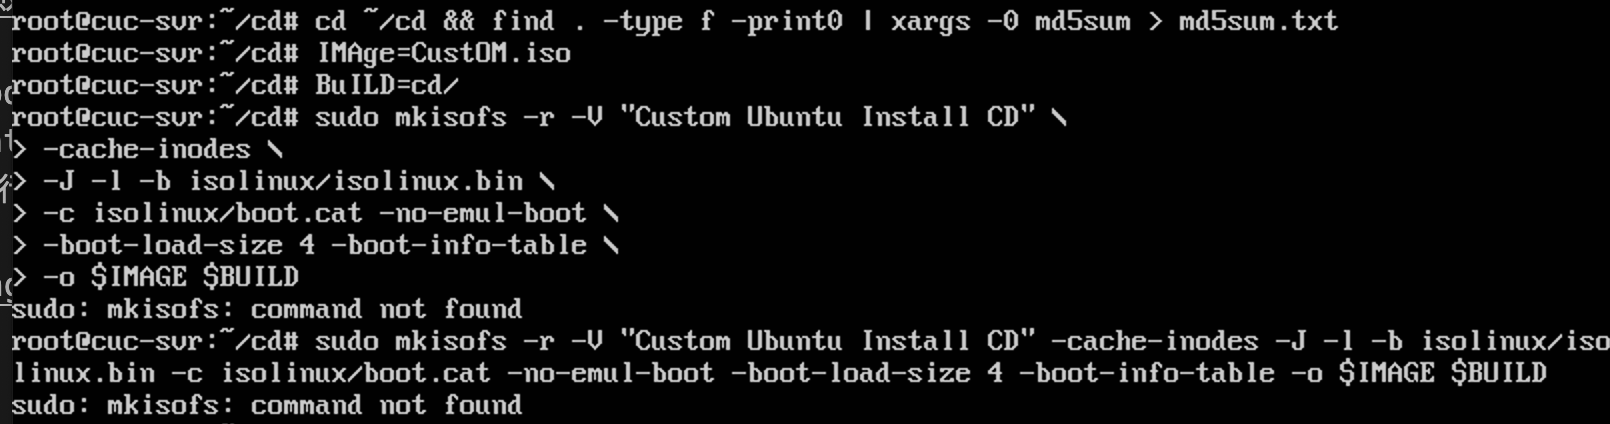 root@cuc-svr:~/cd# cd ~/cd && find . -type f -print0 | xargs -0 md5sum > md5sum.txt
root@cuc-svr:~/cd# IMAge=CustOM.iso
root@cuc-svr:~/cd# BuILD=cd/
root@cuc-svr:~/cd# sudo mkisofs -r -V "Custom Ubuntu Install CD" \
> -cache-inodes \
> -J -l -b isolinux/isolinux.bin \
> -c isolinux/boot.cat -no-emul-boot \
> -boot-load-size 4 -boot-info-table \
> -o $IMAGE $BUILD
sudo: mkisofs: command not found
root@cuc-svr:~/cd# sudo mkisofs -r -V "Custom Ubuntu Install CD" -cache-inodes -J -l -b isolinux/iso
linux.bin -c isolinux/boot.cat -no-emul-boot -boot-load-size 4 -boot-info-table -o $IMAGE $BUILD
sudo: mkisofs: command not found